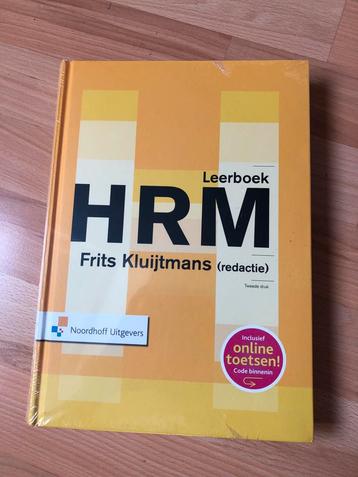 Leerboek
HRM
Frits Kluijtmans (redactie)
Tweede druk
Noordhoff Uitgevers
Inclusief
online
toetsen!
Code binnenin